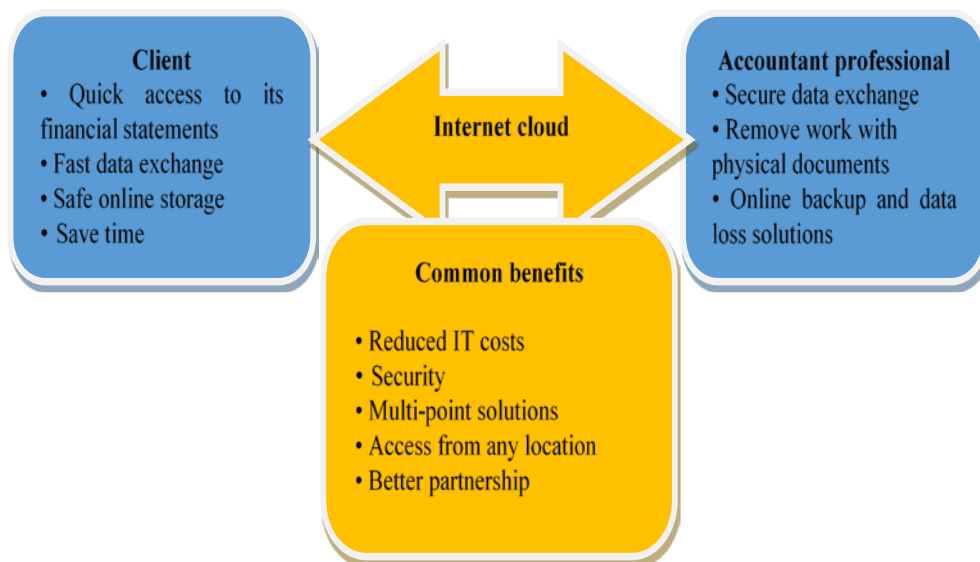 Client
• Quick access to its
financial statements
• Fast data exchange
• Safe online storage
• Save time
Internet cloud
Accountant professional
• Secure data exchange
• Remove work with
physical documents
• Online backup and data
loss solutions
Common benefits
• Reduced IT costs
• Security
• Multi-point solutions
• Access from any location
• Better partnership